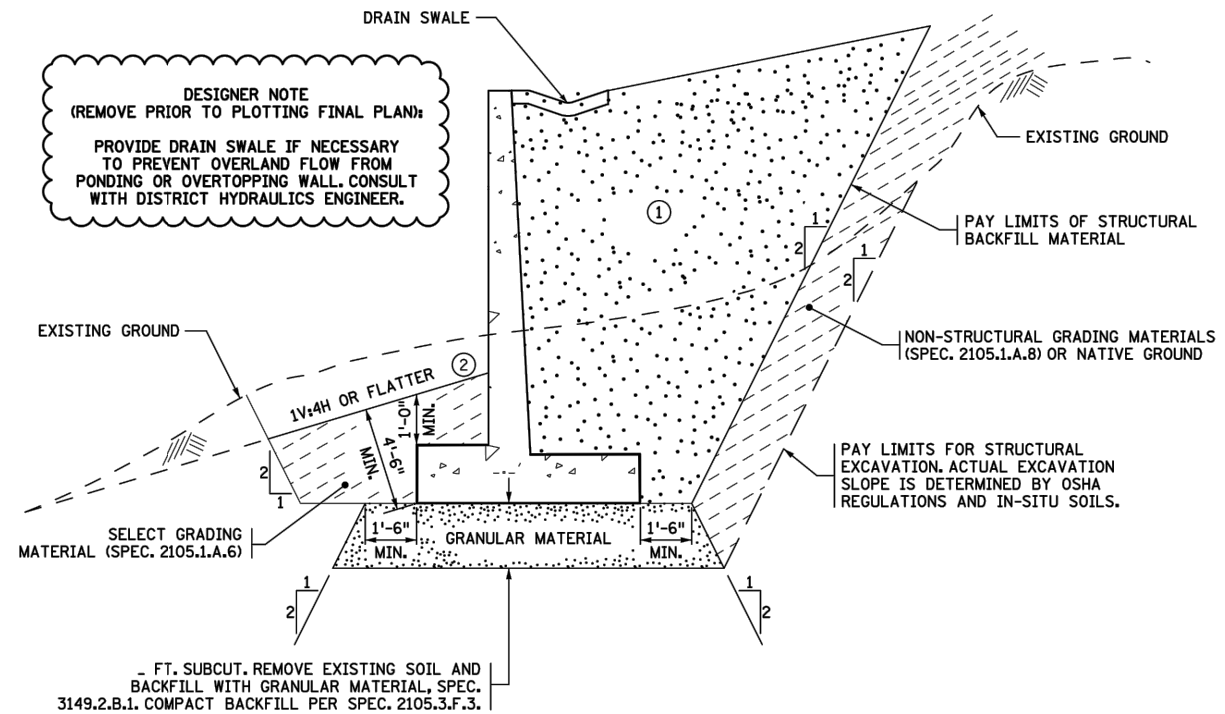 DRAIN SWALE
DESIGNER NOTE
(REMOVE PRIOR TO PLOTTING FINAL PLAN):
PROVIDE DRAIN SWALE IF NECESSARY
TO PREVENT OVERLAND FLOW FROM
PONDING OR OVERTOPPING WALL. CONSULT
WITH DISTRICT HYDRAULICS ENGINEER.
EXISTING GROUND
1
PAY LIMITS OF STRUCTURAL
BACKFILL MATERIAL
1
2
1
2
EXISTING GROUND
NON-STRUCTURAL GRADING MATERIALS
(SPEC. 2105.1.A.8) OR NATIVE GROUND
2
1V:4H OR FLATTER
1'-0"
MIN.
4'-6"
MIN.
2
1
PAY LIMITS FOR STRUCTURAL
EXCAVATION. ACTUAL EXCAVATION
SLOPE IS DETERMINED BY OSHA
REGULATIONS AND IN-SITU SOILS.
SELECT GRADING
MATERIAL (SPEC. 2105.1.A.6)
1'-6"
MIN.
GRANULAR MATERIAL
1'-6"
MIN.
1
2
1
2
_ FT. SUBCUT. REMOVE EXISTING SOIL AND
BACKFILL WITH GRANULAR MATERIAL, SPEC.
3149.2.B.1. COMPACT BACKFILL PER SPEC. 2105.3.F.3.